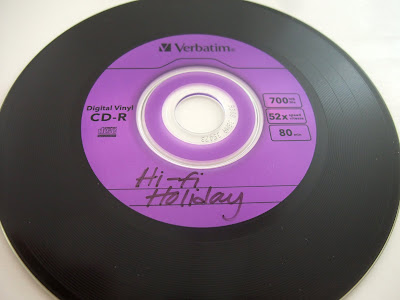 Verbatim®
Digital Vinyl
CD-R
700 MB
52x
80 MIN
Hi-fi
Holiday